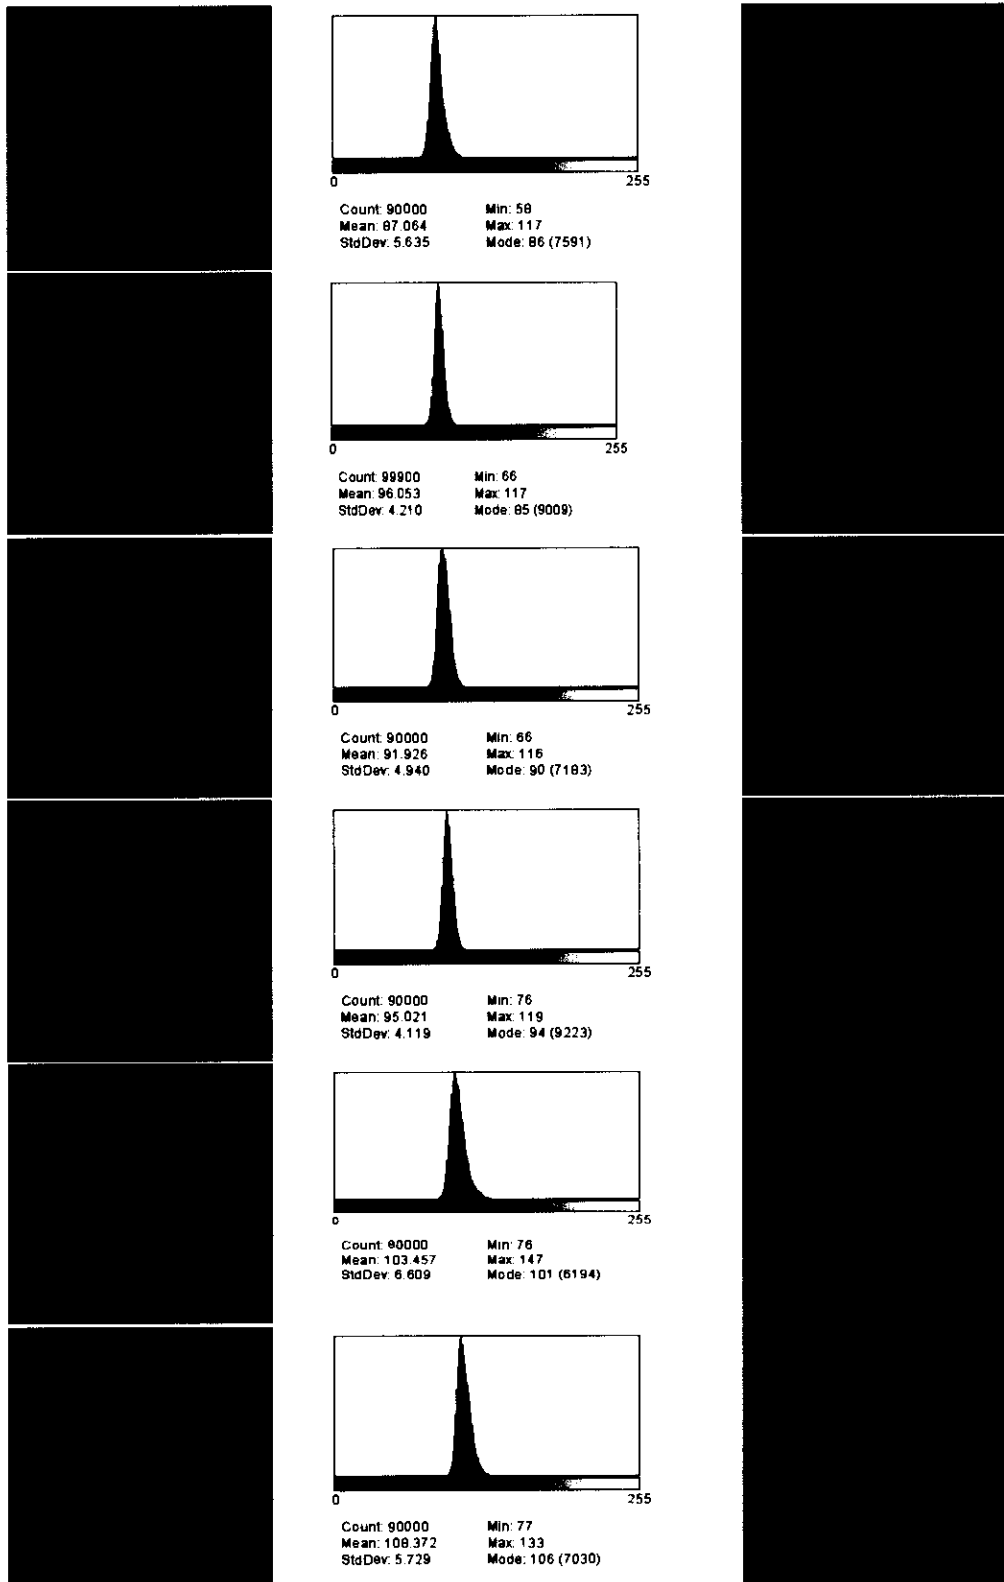 0 255
Count: 90000 Min: 58
Mean: 87.064 Max: 117
StdDev: 5.635 Mode: 86 (7591)
0 255
Count: 99900 Min: 66
Mean: 96.053 Max: 117
StdDev: 4.210 Mode: 85 (9009)
0 255
Count: 90000 Min: 66
Mean: 91.926 Max: 116
StdDev: 4.940 Mode: 90 (7183)
0 255
Count: 90000 Min: 76
Mean: 95.021 Max: 119
StdDev: 4.119 Mode: 94 (9223)
0 255
Count: 90000 Min: 76
Mean: 103.457 Max: 147
StdDev: 6.609 Mode: 101 (6194)
0 255
Count: 90000 Min: 77
Mean: 108.372 Max: 133
StdDev: 5.729 Mode: 106 (7030)